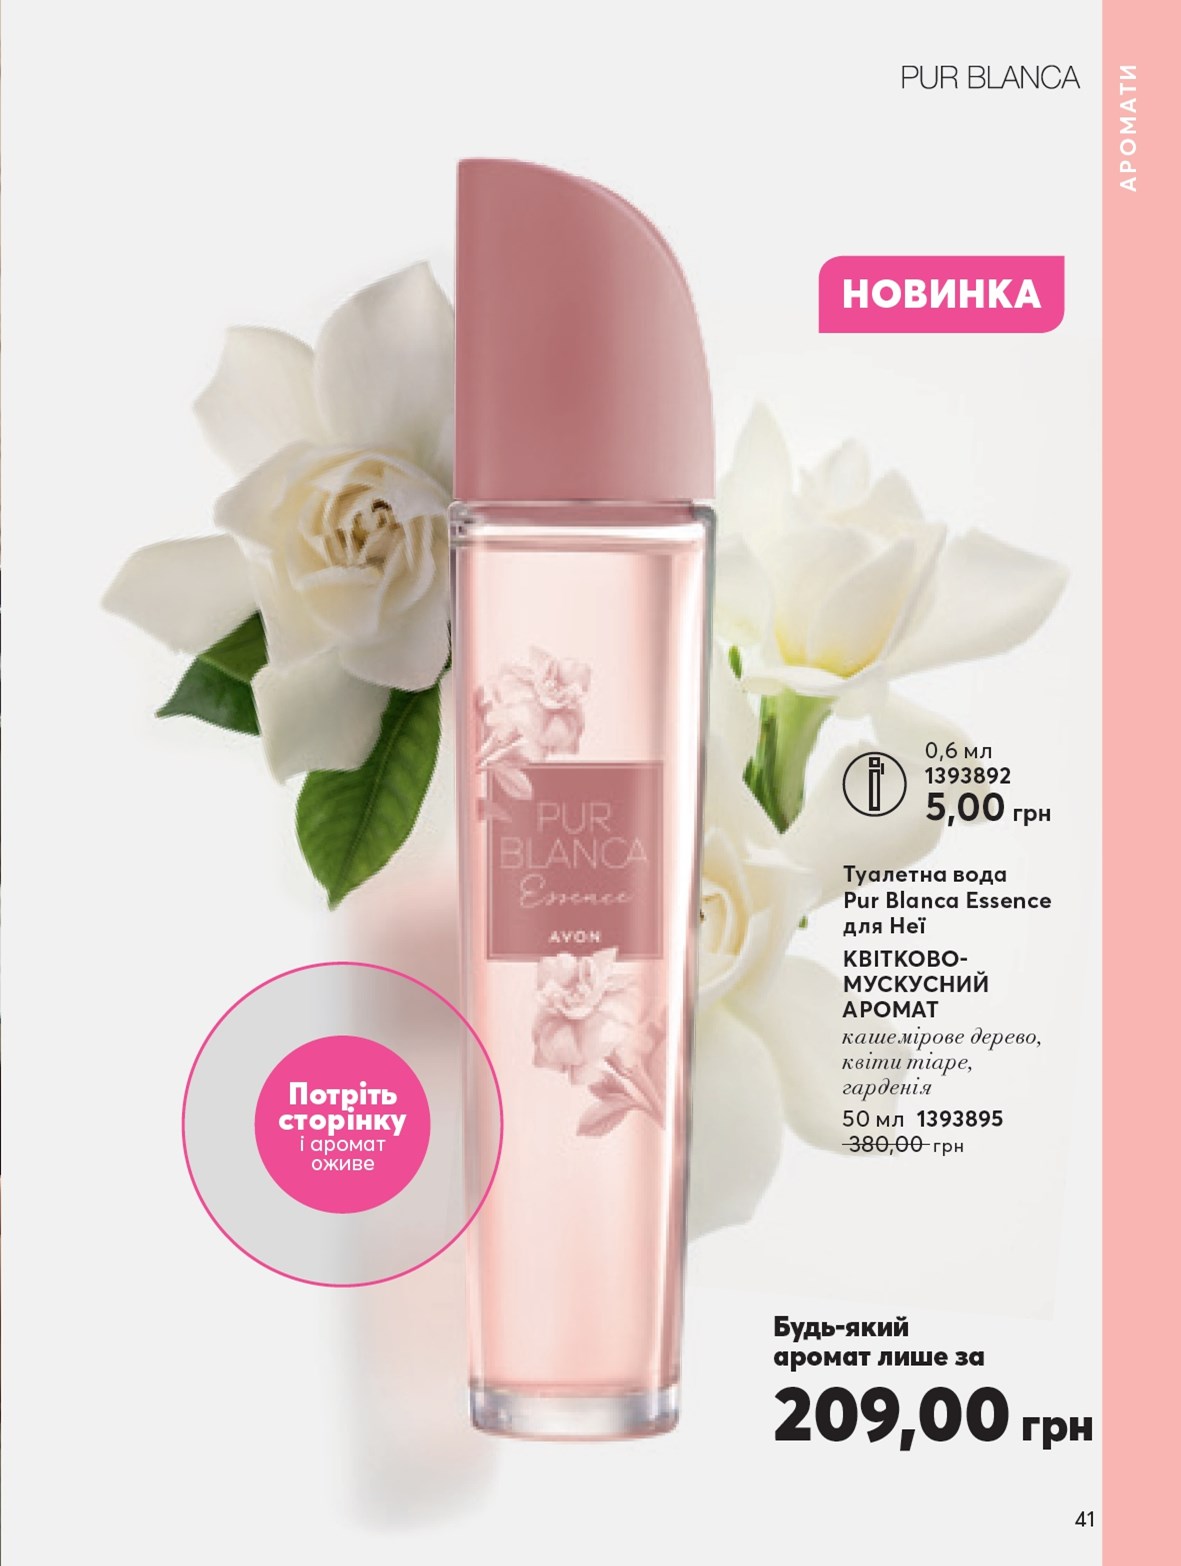 PUR BLANCA
АРОМАТИ
НОВИНКА
PUR
BLANCA
Essence
AVON
0,6 мл
1393892
5,00 грн
Туалетна вода
Pur Blanca Essence
для Неї
КВІТКОВО-
МУСКУСНИЙ
АРОМАТ
кашемірове дерево,
квіти тіаре,
гарденія
50 мл 1393895
380,00 грн
Потріть
сторінку
і аромат
оживе
Будь-який
аромат лише за
209,00 грн
41